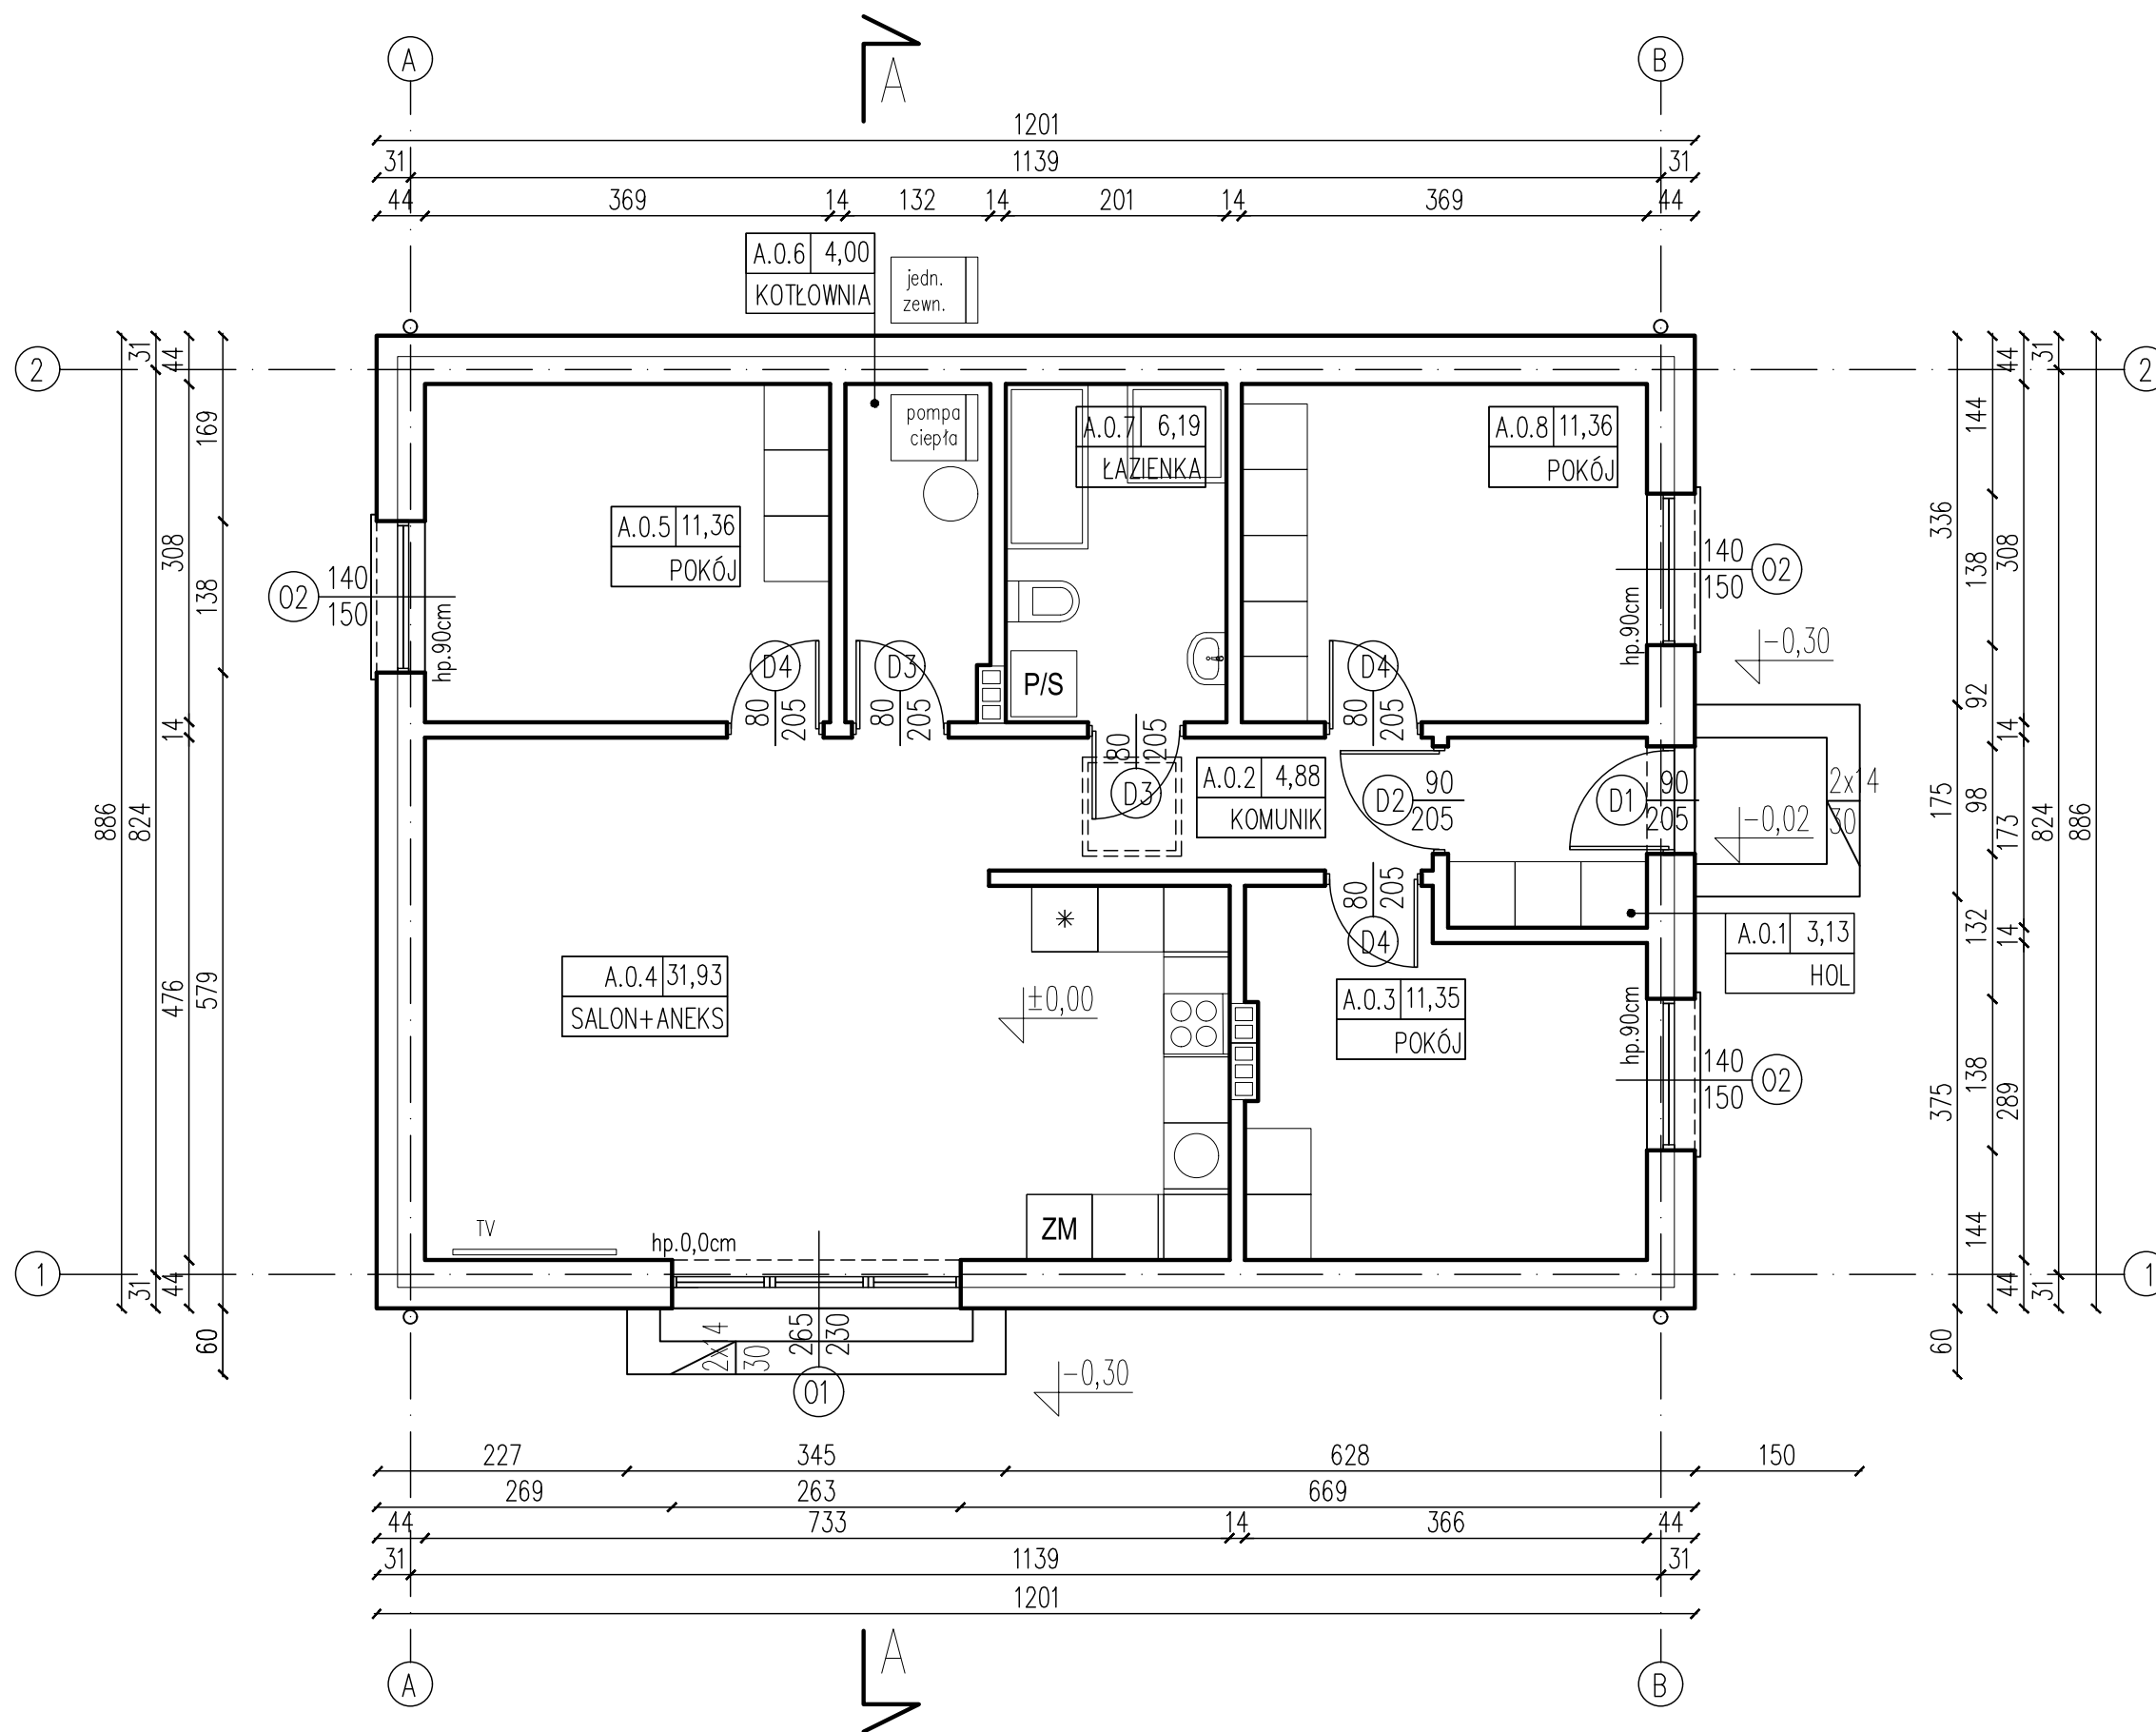 A
B
A
1201
31
1139
31
44
369
14
132
14
201
14
369
44
A.0.6 4,00
KOTŁOWNIA
jedn.
zewn.
2
2
31
44
169
308
138
14
886
824
476
579
31
44
60
44
31
144
336
138
308
92
14
175
98
173
824
886
132
14
375
138
289
144
44
31
60
pompa
ciepła
A.0.7 6,19
ŁAZIENKA
A.0.8 11,36
POKÓJ
A.0.5 11,36
POKÓJ
O2
140
150
hp.90cm
O2
140
150
hp.90cm
-0,30
P/S
D4
80
205
D3
80
205
D4
80
205
D3
80
205
A.0.2 4,88
KOMUNIK
D2
90
205
D1
90
205
2x14
30
-0,02
D4
80
205
A.0.1 3,13
HOL
A.0.4 31,93
SALON+ANEKS
±0,00
A.0.3 11,35
POKÓJ
O2
140
150
hp.90cm
TV
hp.0,0cm
ZM
1
1
2x14
30
265
230
O1
-0,30
227
345
628
150
269
263
669
44
733
14
366
44
31
1139
31
1201
A
A
B